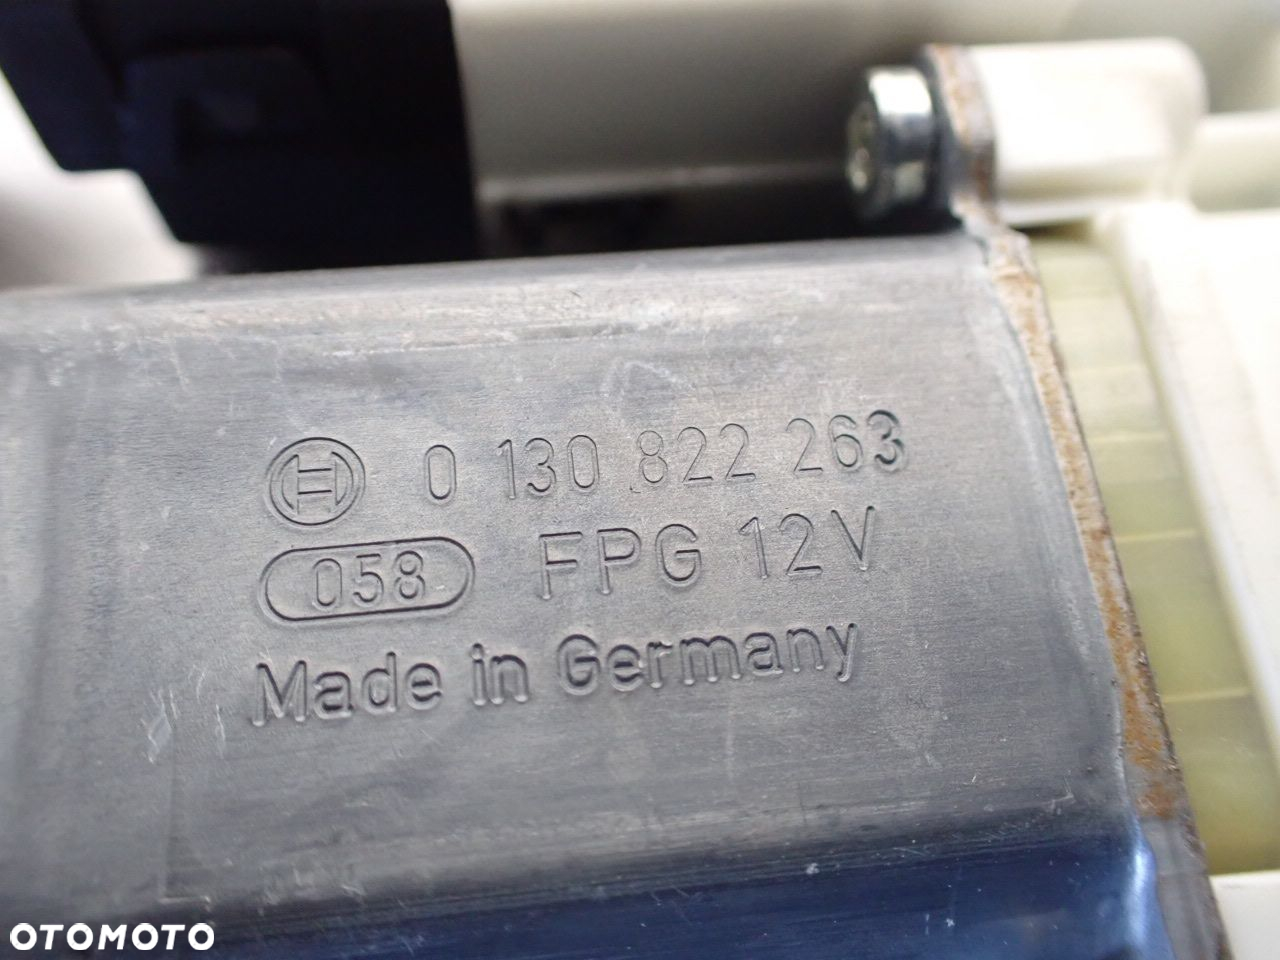 0 130 822 263
058 FPG 12V
Made in Germany
OTOMOTO